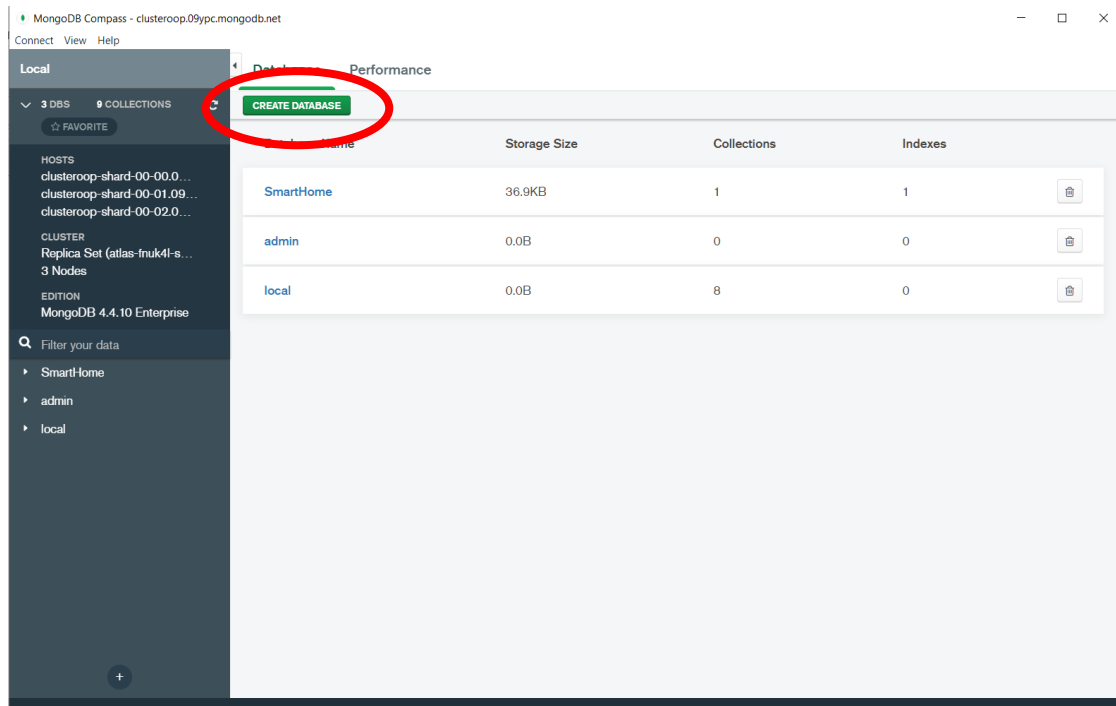 MongoDB Compass - clusteroop.09ypc.mongodb.net
Connect View Help
Local
Performance
3 DBS 9 COLLECTIONS
CREATE DATABASE
☆ FAVORITE
Storage Size Collections Indexes
HOSTS
clusteroop-shard-00-00.0...
clusteroop-shard-00-01.09...
clusteroop-shard-00-02.0...
SmartHome 36.9KB 1 1
CLUSTER
Replica Set (atlas-fnuk4l-s...
3 Nodes
admin 0.0B 0 0
EDITION
MongoDB 4.4.10 Enterprise
local 0.0B 8 0
Filter your data
SmartHome
admin
local
+